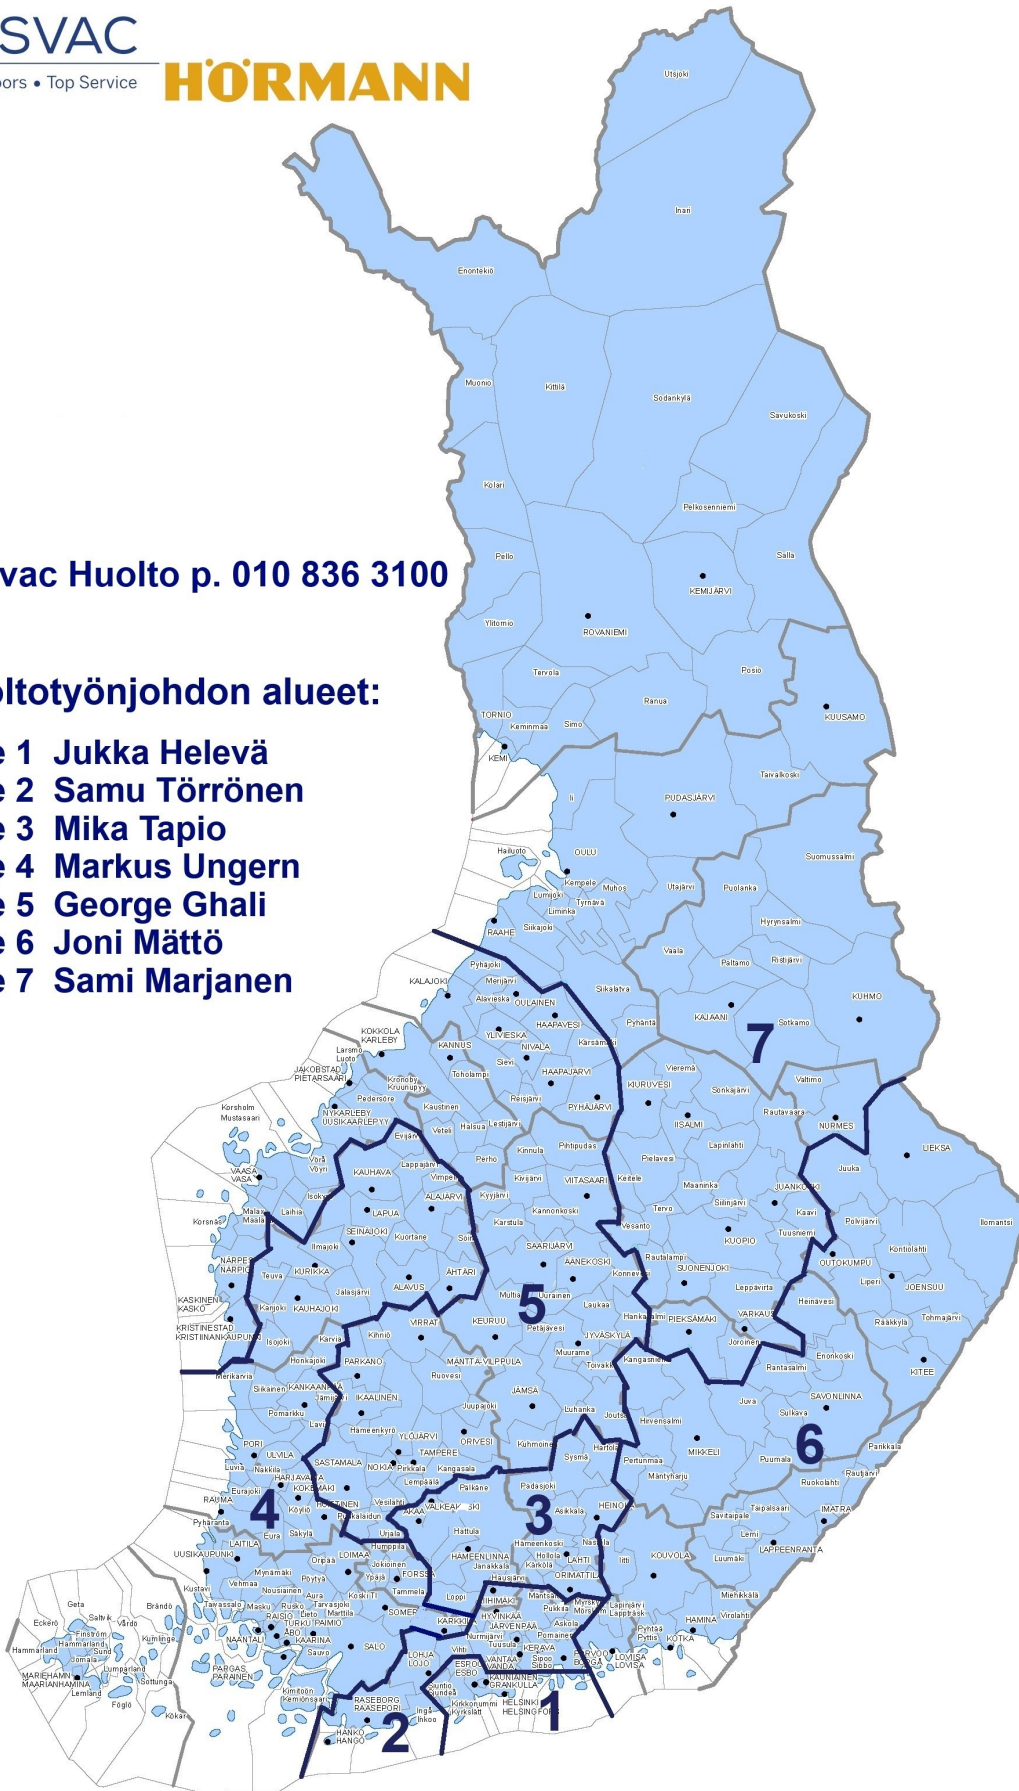 SVAC
oors • Top Service
HÖRMANN
vac Huolto p. 010 836 3100
oltotyönjohdon alueet:
e 1 Jukka Helevä
e 2 Samu Törrönen
e 3 Mika Tapio
e 4 Markus Ungern
e 5 George Ghali
e 6 Joni Mättö
e 7 Sami Marjanen
Utsjoki
Inari
Enontekiö
Muonio
Kittilä
Sodankylä
Savukoski
Kolari
Pelkosenniemi
Pello
Salla
KEMIJÄRVI
Ylitornio
ROVANIEMI
Tervola
Posio
Ranua
TORNIO
Keminmaa
Simo
KUUSAMO
KEMI
Taivalkoski
Ii
PUDASJÄRVI
Hailuoto
OULU
Suomussalmi
Kempele
Muhos
Utajärvi
Puolanka
Lumijoki
Tyrnävä
Liminka
Hyrynsalmi
RAAHE
Siikajoki
Vaala
Paltamo
Ristijärvi
Pyhäjoki
KALAJOKI
Merijärvi
Siikalatva
Alavieska
OULAINEN
KUHMO
HAAPAVESI
Pyhäntä
KAJAANI
Sotkamo
7
KOKKOLA
KARLEBY
YLIVIESKA
KANNUS
NIVALA
Kärsämäki
Larsmo
Luoto
Sievi
JAKOBSTAD
PIETARSAARI
Toholampi
HAAPAJÄRVI
KIURUVESI
Vieremä
Sonkajärvi
Valtimo
Kronoby
Kruunupyy
Pedersöre
Reisjärvi
PYHÄJÄRVI
Rautavaara
Korsholm
Mustasaari
NYKARLEBY
UUSIKAARLEPYY
Kaustinen
IISALMI
NURMES
Veteli
Halsua
Lestijärvi
Evijärvi
Lapinlahti
LIEKSA
Vörå
Vöyri
Perho
Kinnula
Pihtipudas
Pielavesi
Juuka
VAASA
VASA
KAUHAVA
Lappajärvi
Vimpeli
Kivijärvi
VIITASAARI
Keitele
Maaninka
JUANKOSKI
Isokyrö
ALAJÄRVI
Kyyjärvi
Siilinjärvi
Malax
Maalahti
Laihia
LAPUA
Kannonkoski
Tervo
Kaavi
Korsnäs
Karstula
Vesanto
Polvijärvi
Ilomantsi
SEINÄJOKI
Kuortane
Soini
KUOPIO
Tuusniemi
Ilmajoki
SAARIJÄRVI
Rautalampi
Kontiolahti
NÄRPES
NÄRPIÖ
Teuva
KURIKKA
ÄHTÄRI
ÄÄNEKOSKI
Konnevesi
SUONENJOKI
OUTOKUMPU
ALAVUS
Leppävirta
Liperi
JOENSUU
Jalasjärvi
Multia
Uurainen
Heinävesi
KASKINEN
KASKÖ
Karijoki
KAUHAJOKI
5
Laukaa
Hankasalmi
VARKAUS
Rääkkylä
Tohmajärvi
KRISTINESTAD
KRISTIINANKAUPUNKI
VIRRAT
KEURUU
Petäjävesi
PIEKSÄMÄKI
Isojoki
Karvia
Kihniö
JYVÄSKYLÄ
Joroinen
Muurame
Enonkoski
Honkajoki
PARKANO
MÄNTTÄ-VILPPULA
Toivakka
Kangasniemi
Rantasalmi
KITEE
Merikarvia
Ruovesi
Siikainen
KANKAANPÄÄ
JÄMSÄ
Juva
SAVONLINNA
Jämijärvi
IKAALINEN
Juupajoki
Luhanka
Joutsa
Sulkava
Pomarkku
Hirvensalmi
Lavia
Hämeenkyrö
YLÖJÄRVI
ORIVESI
Kuhmoinen
MIKKELI
6
Parikkala
PORI
ULVILA
TAMPERE
Hartola
Luvia
Nakkila
SASTAMALA
NOKIA
Pirkkala
Kangasala
Sysmä
Pertunmaa
Puumala
HARJAVALTA
Lempäälä
Mäntyharju
Ruokolahti
Rautjärvi
Eurajoki
KOKEMÄKI
Pälkäne
Padasjoki
RAUMA
4
HUITTINEN
Vesilahti
VALKEAKOSKI
3
HEINOLA
Taipalsaari
IMATRA
Köyliö
AKAA
Asikkala
Savitaipale
Pyhäranta
Punkalaidun
Eura
Säkylä
Urjala
Hattula
Lemi
LAPPEENRANTA
LAITILA
Humppila
Hämeenkoski
Nastola
UUSIKAUPUNKI
LOIMAA
HÄMEENLINNA
Hollola
LAHTI
Iitti
KOUVOLA
Luumäki
Oripää
Jokioinen
Janakkala
Kärkölä
Mynämäki
Pöytyä
Ypäjä
FORSSA
Hausjärvi
ORIMATTILA
Kustavi
Vehmaa
Nousiainen
Aura
Koski Tl
Tammela
Loppi
RIIHIMÄKI
Mäntsälä
Miehikkälä
Geta
Brändö
Taivassalo
Masku
Rusko
Tarvasjoki
SOMERO
Pukkila
Myrskylä
Mörskom
Lapinjärvi
Lappträsk
Virolahti
Eckerö
Saltvik
Vårdö
RAISIO
Lieto
Marttila
HYVINKÄÄ
HAMINA
Finström
TURKU
ÅBO
PAIMIO
KARKKILA
JÄRVENPÄÄ
Askola
Pyhtää
Pyttis
KOTKA
Hammarland
Sund
Kumlinge
NAANTALI
KAARINA
Nurmijärvi
Pornainen
Jomala
Sauvo
SALO
Vihti
Tuusula
KERAVA
PORVOO
BORGÅ
LOVIISA
LOVISA
Lumparland
LOHJA
LOJO
Sipoo
Sibbo
MARIEHAMN
MAARIANHAMINA
Sottunga
PARGAS
PARAINEN
ESPOO
ESBO
VANTAA
VANDA
Lemland
Siuntio
Sjundeå
KAUNIAINEN
GRANKULLA
Föglö
Kimitoön
Kemiönsaari
RASEBORG
RAASEPORI
Kirkkonummi
Kyrkslätt
HELSINKI
HELSINGFORS
1
Kökar
Ingå
Inkoo
2
HANKO
HANGÖ